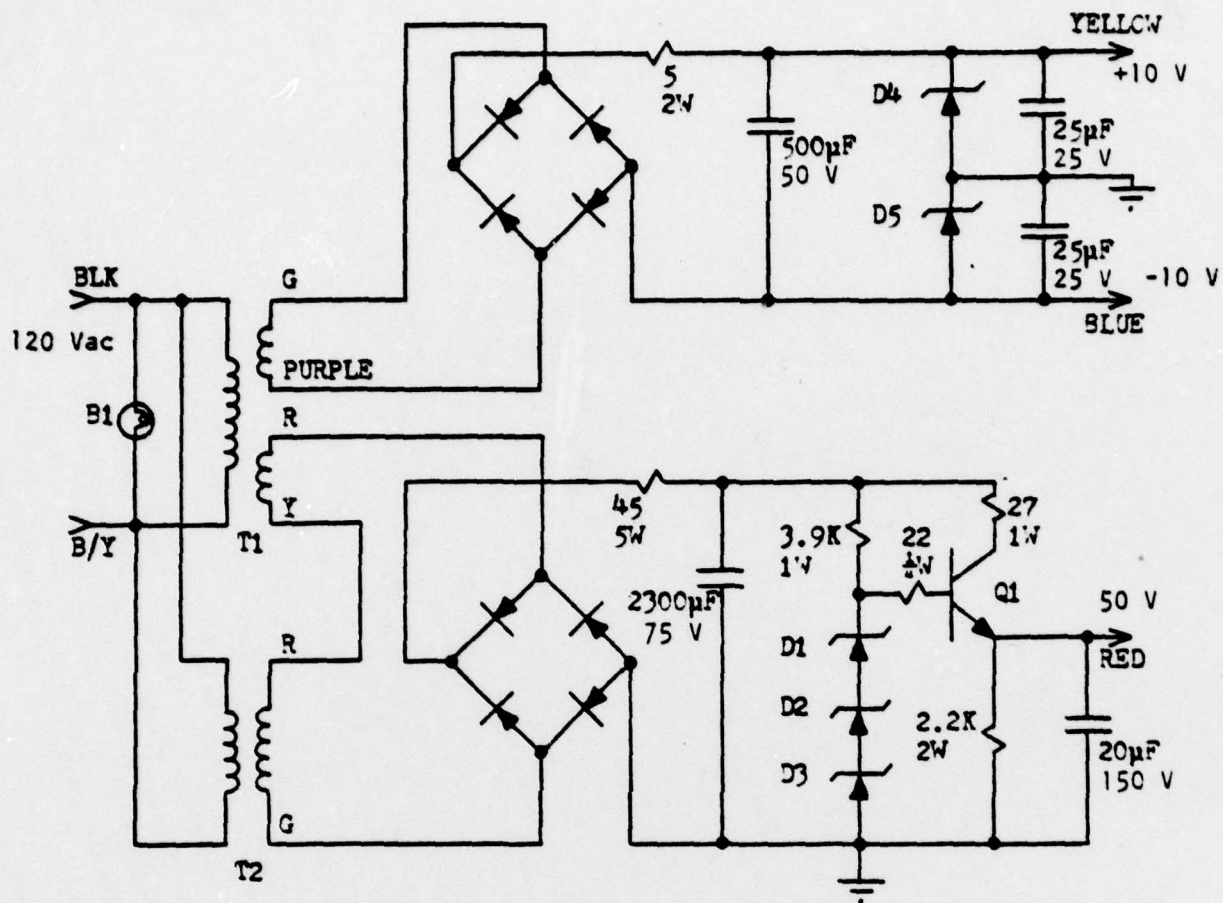 YELLOW
+10 V
5
2W
D4
500µF
50 V
25µF
25 V
D5
25µF
25 V
-10 V
BLUE
BLK
G
120 Vac
PURPLE
B1
R
B/Y
Y
T1
45
5W
27
1W
3.9K
1W
22
½W
Q1
2300µF
75 V
50 V
RED
R
D1
D2
2.2K
2W
20µF
150 V
D3
G
T2